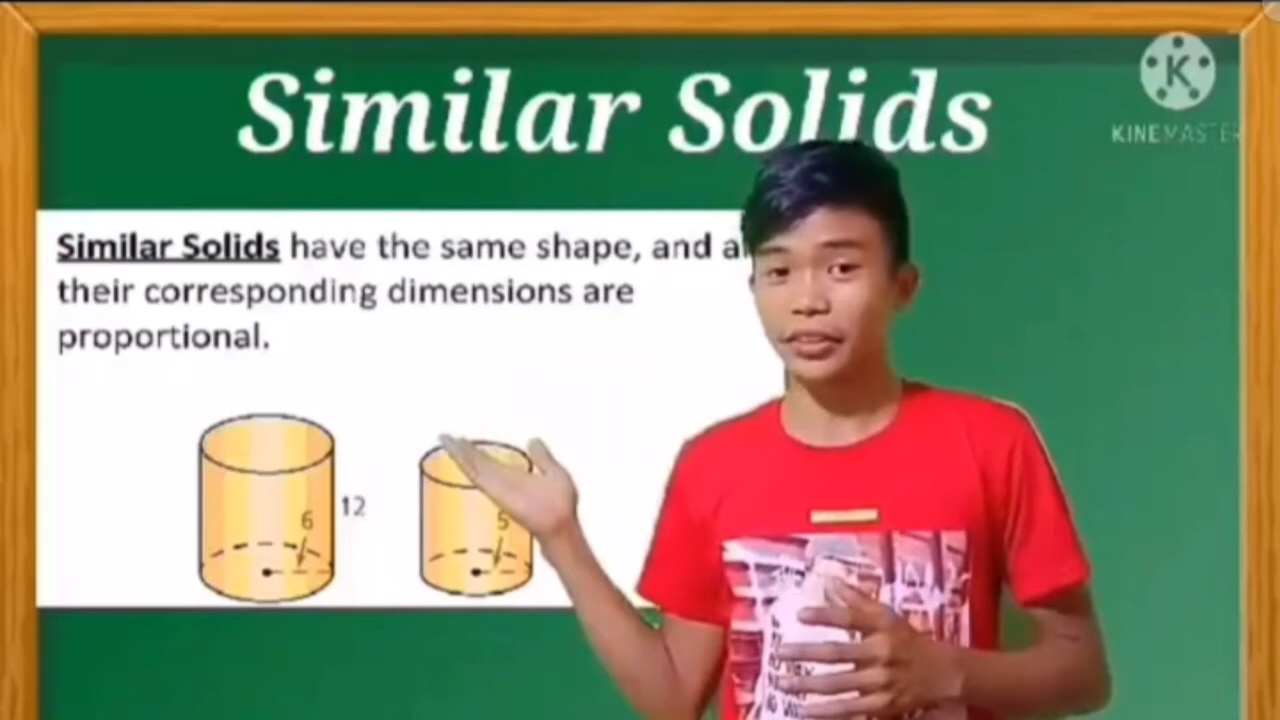 Similar Solids
K
KINEMASTER
Similar Solids have the same shape, and
their corresponding dimensions are
proportional.
12
6
5